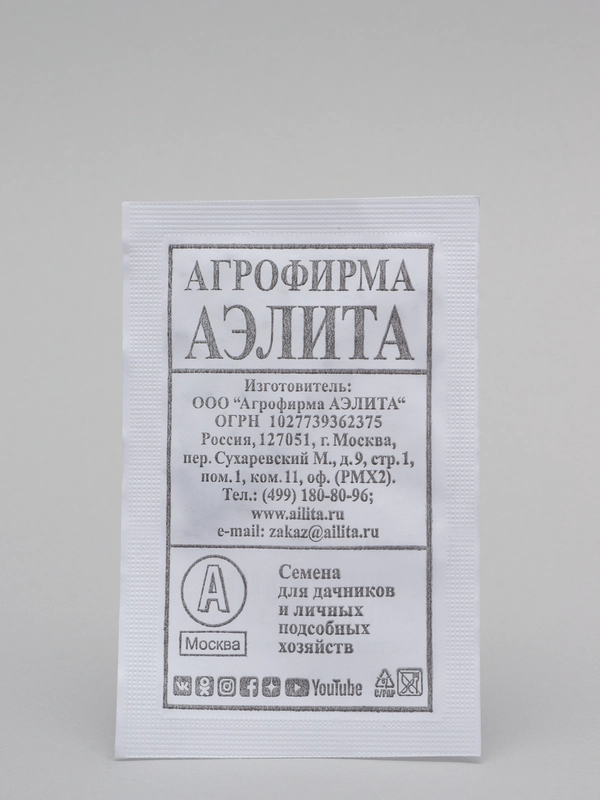 АГРОФИРМА
АЭЛИТА
Изготовитель:
ООО “Агрофирма АЭЛИТА“
ОГРН 1027739362375
Россия, 127051, г. Москва,
пер. Сухаревский М., д. 9, стр. 1,
пом. 1, ком. 11, оф. (РМХ2).
Тел.: (499) 180-80-96;
www.ailita.ru
e-mail: zakaz@ailita.ru
А
Москва
Семена
для дачников
и личных
подсобных
хозяйств
YouTube
C/PAP